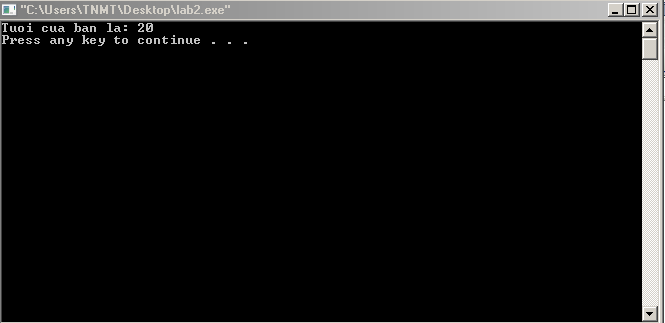 "C:\Users\TNMT\Desktop\lab2.exe"
Tuoi cua ban la: 20
Press any key to continue . . .